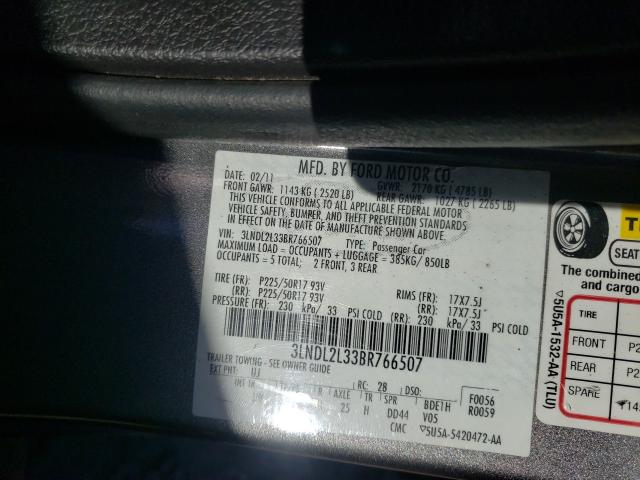 MFD. BY FORD MOTOR CO.
DATE: 02/11 GVWR: 2170 KG ( 4785 LB)
FRONT GAWR: 1143 KG ( 2520 LB) REAR GAWR: 1027 KG ( 2265 LB)
THIS VEHICLE CONFORMS TO ALL APPLICABLE FEDERAL MOTOR
VEHICLE SAFETY, BUMPER, AND THEFT PREVENTION STANDARDS
IN EFFECT ON THE DATE OF MANUFACTURE SHOWN ABOVE.
VIN: 3LNDL2L33BR766507 TYPE: Passenger Car
MAXIMUM LOAD = OCCUPANTS + LUGGAGE = 385KG/ 850LB
OCCUPANTS = 5 TOTAL: 2 FRONT, 3 REAR
TIRE (FR): P225/50R17 93V RIMS (FR): 17X7.5J
(RR): P225/50R17 93V (RR): 17X7.5J
PRESSURE (FR): 230 kPa/ 33 PSI COLD (RR): 230 kPa/ 33 PSI COLD
3LNDL2L33BR766507
TRAILER TOWING - SEE OWNER GUIDE
EXT PNT: UJ RC: 28 DSO: F0056
AXLE TR SPR BDE1H R0059
25 H DD44 V05
CMC 5U5A-5420472-AA
5U5A-1532-AA (TLU)
SEAT
The combined
and cargo
TIRE
FRONT P2
REAR P2
SPARE